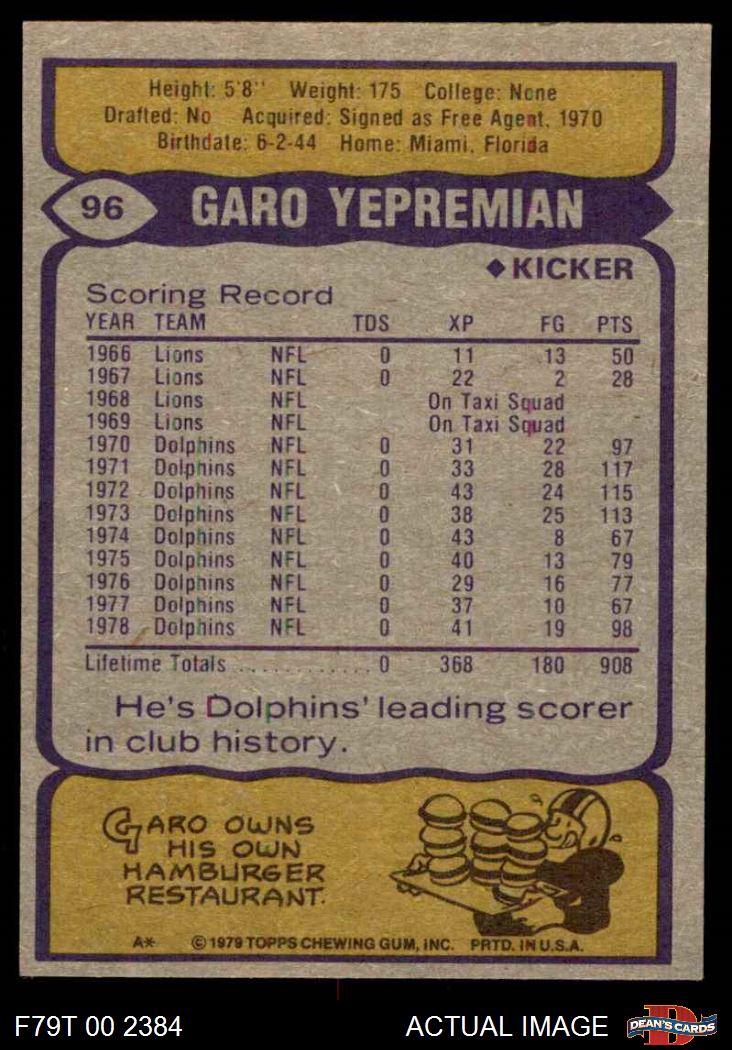 Height: 5'8" Weight: 175 College: None
Drafted: No Acquired: Signed as Free Agent, 1970
Birthdate: 6-2-44 Home: Miami, Florida
96 GARO YEPREMIAN
◆KICKER
Scoring Record
YEAR TEAM TDS XP FG PTS
1966 Lions NFL 0 11 13 50
1967 Lions NFL 0 22 2 28
1968 Lions NFL On Taxi Squad
1969 Lions NFL On Taxi Squad
1970 Dolphins NFL 0 31 22 97
1971 Dolphins NFL 0 33 28 117
1972 Dolphins NFL 0 43 24 115
1973 Dolphins NFL 0 38 25 113
1974 Dolphins NFL 0 43 8 67
1975 Dolphins NFL 0 40 13 79
1976 Dolphins NFL 0 29 16 77
1977 Dolphins NFL 0 37 10 67
1978 Dolphins NFL 0 41 19 98
Lifetime Totals ............ 0 368 180 908
He's Dolphins' leading scorer
in club history.
GARO OWNS
HIS OWN
HAMBURGER
RESTAURANT.
A* © 1979 TOPPS CHEWING GUM, INC. PRTD. IN U.S.A.
F79T 00 2384 ACTUAL IMAGE D DEAN'S CARDS